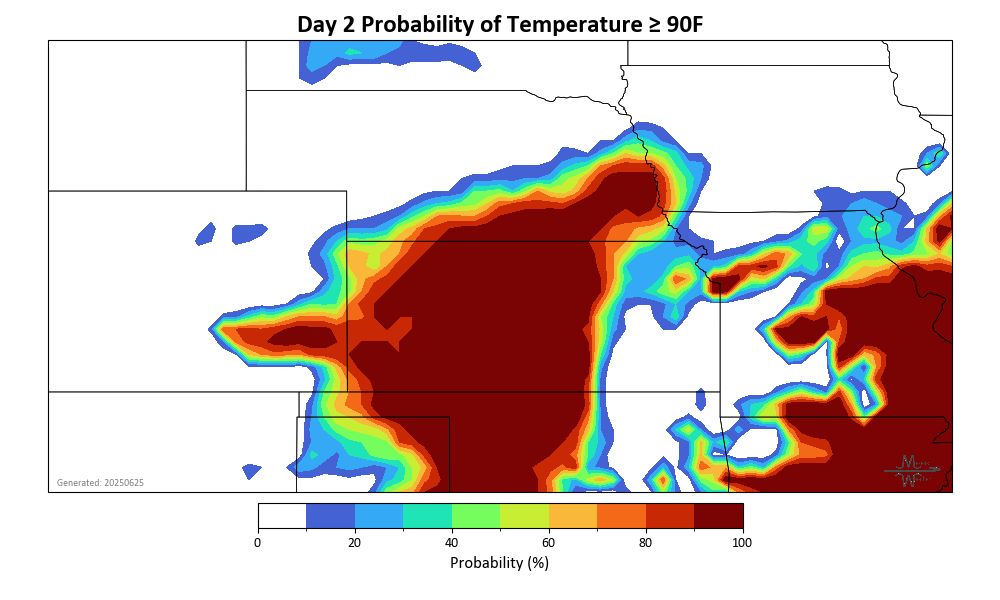 Day 2 Probability of Temperature ≥ 90F
Generated: 20250625
0 20 40 60 80 100
Probability (%)